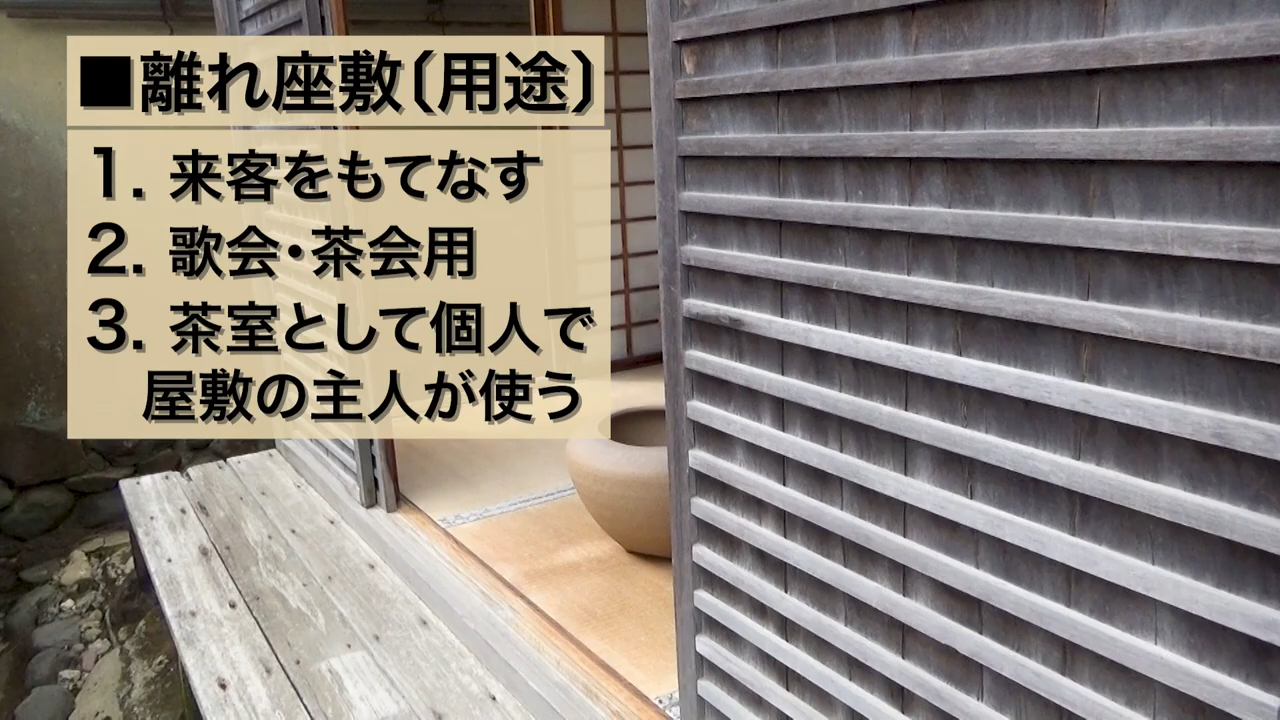 ■離れ座敷〔用途〕
1. 来客をもてなす
2. 歌会・茶会用
3. 茶室として個人で
屋敷の主人が使う